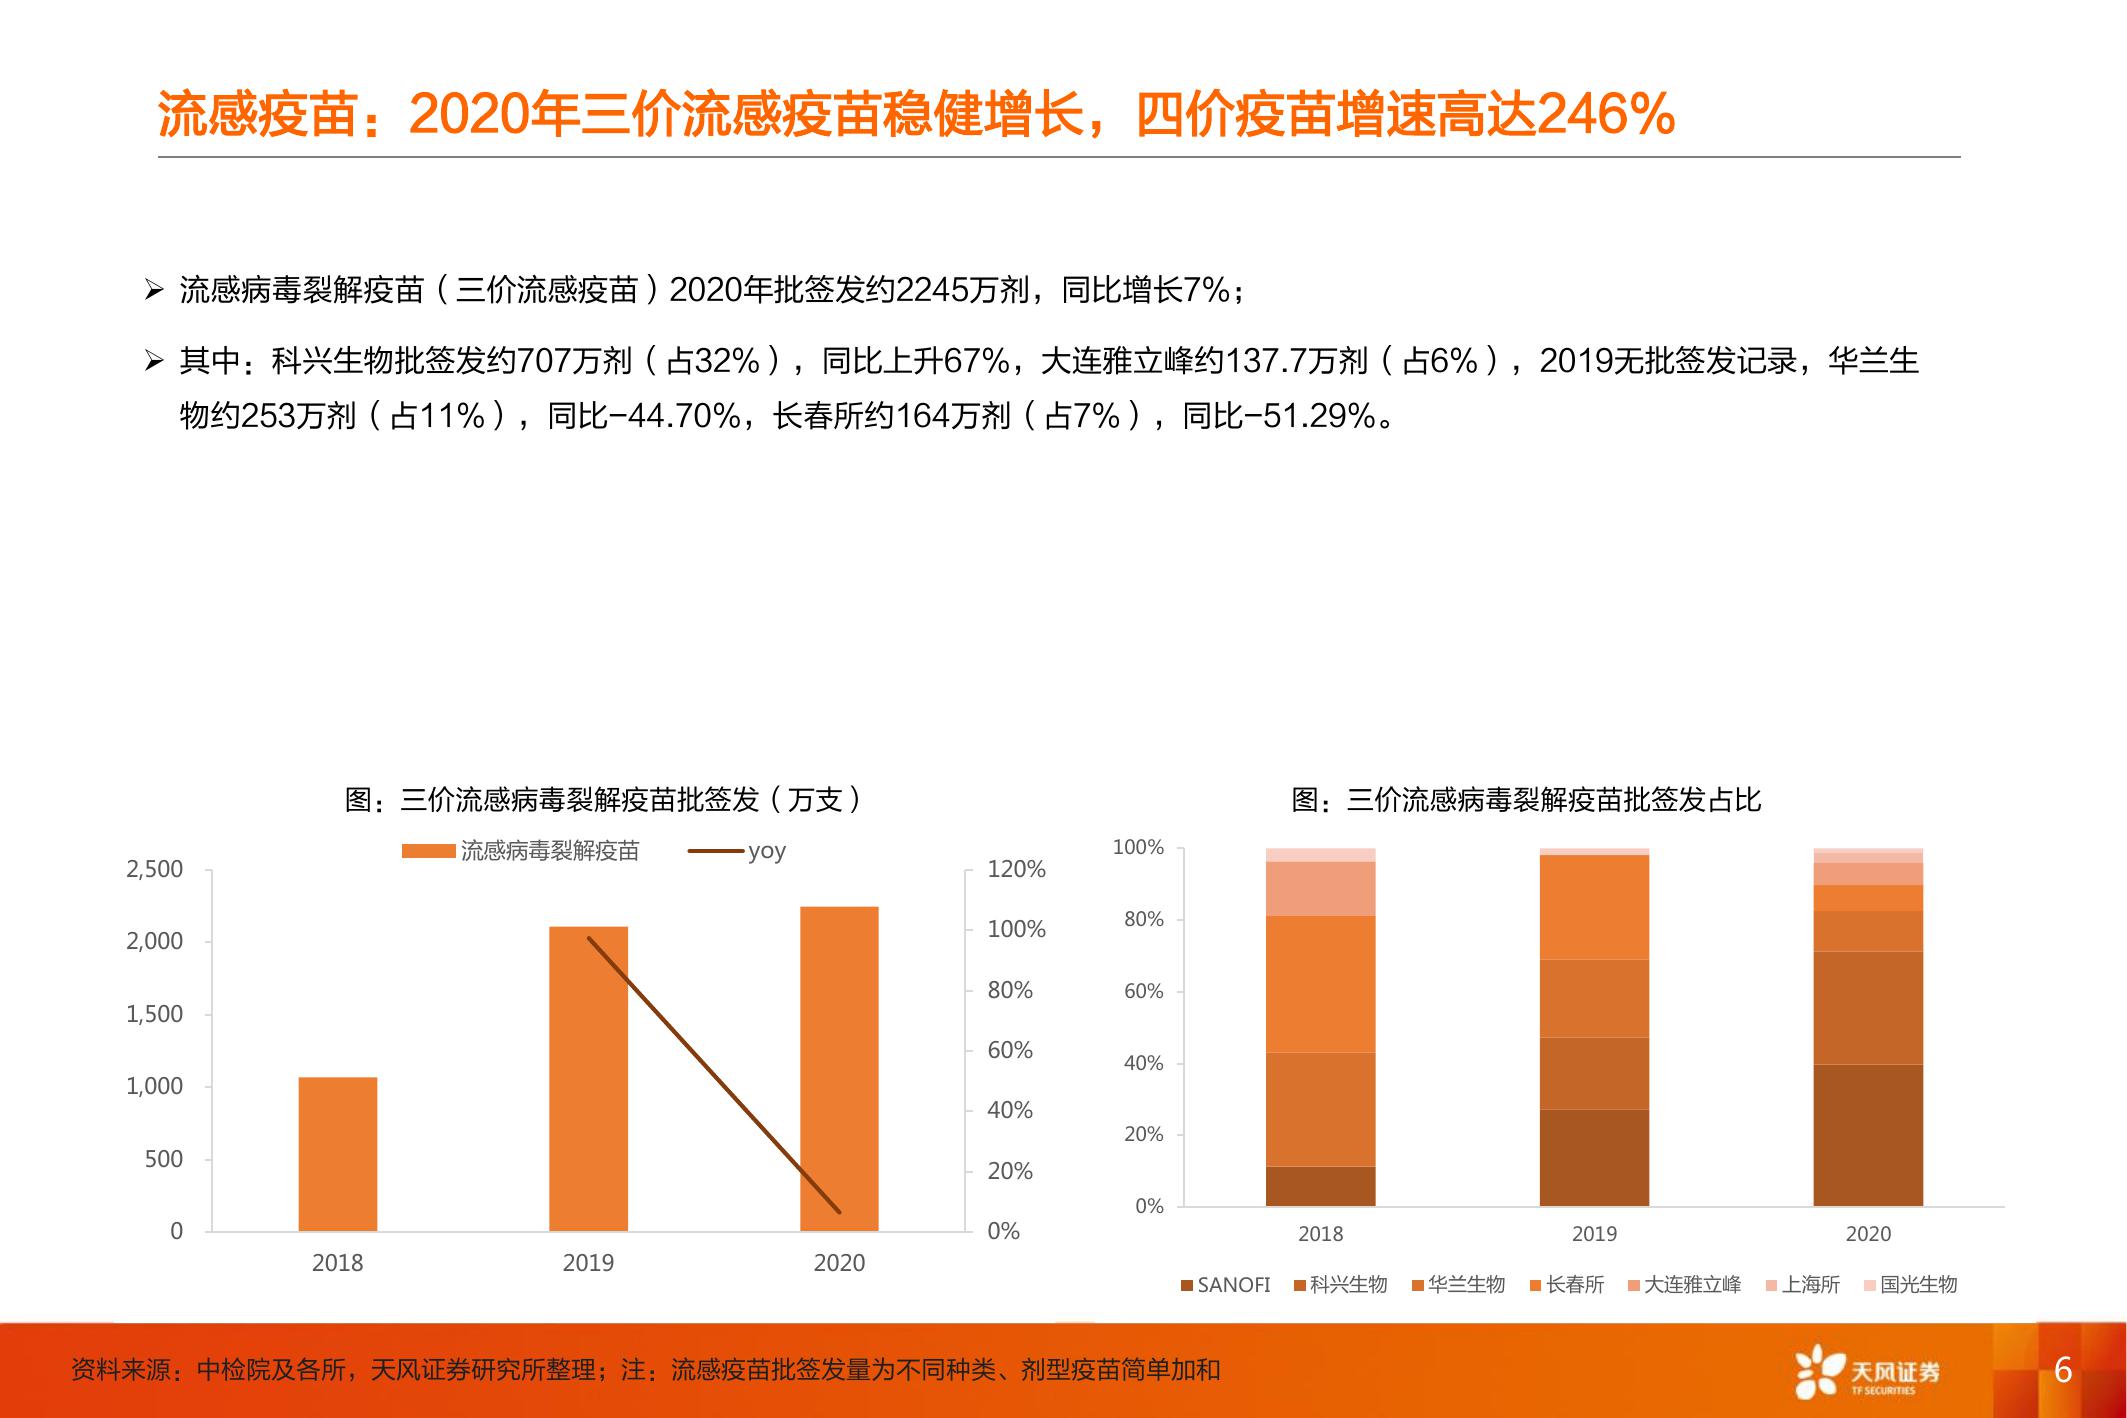 流感疫苗：2020年三价流感疫苗稳健增长，四价疫苗增速高达246%
➢ 流感病毒裂解疫苗（三价流感疫苗）2020年批签发约2245万剂，同比增长7%；
➢ 其中：科兴生物批签发约707万剂（占32%），同比上升67%，大连雅立峰约137.7万剂（占6%），2019无批签发记录，华兰生
物约253万剂（占11%），同比-44.70%，长春所约164万剂（占7%），同比-51.29%。
图：三价流感病毒裂解疫苗批签发（万支）
流感病毒裂解疫苗 yoy
2,500
2,000
1,500
1,000
500
0
120%
100%
80%
60%
40%
20%
0%
2018 2019 2020
图：三价流感病毒裂解疫苗批签发占比
100%
80%
60%
40%
20%
0%
2018 2019 2020
SANOFI 科兴生物 华兰生物 长春所 大连雅立峰 上海所 国光生物
资料来源：中检院及各所，天风证券研究所整理；注：流感疫苗批签发量为不同种类、剂型疫苗简单加和
天风证券
TF SECURITIES
6